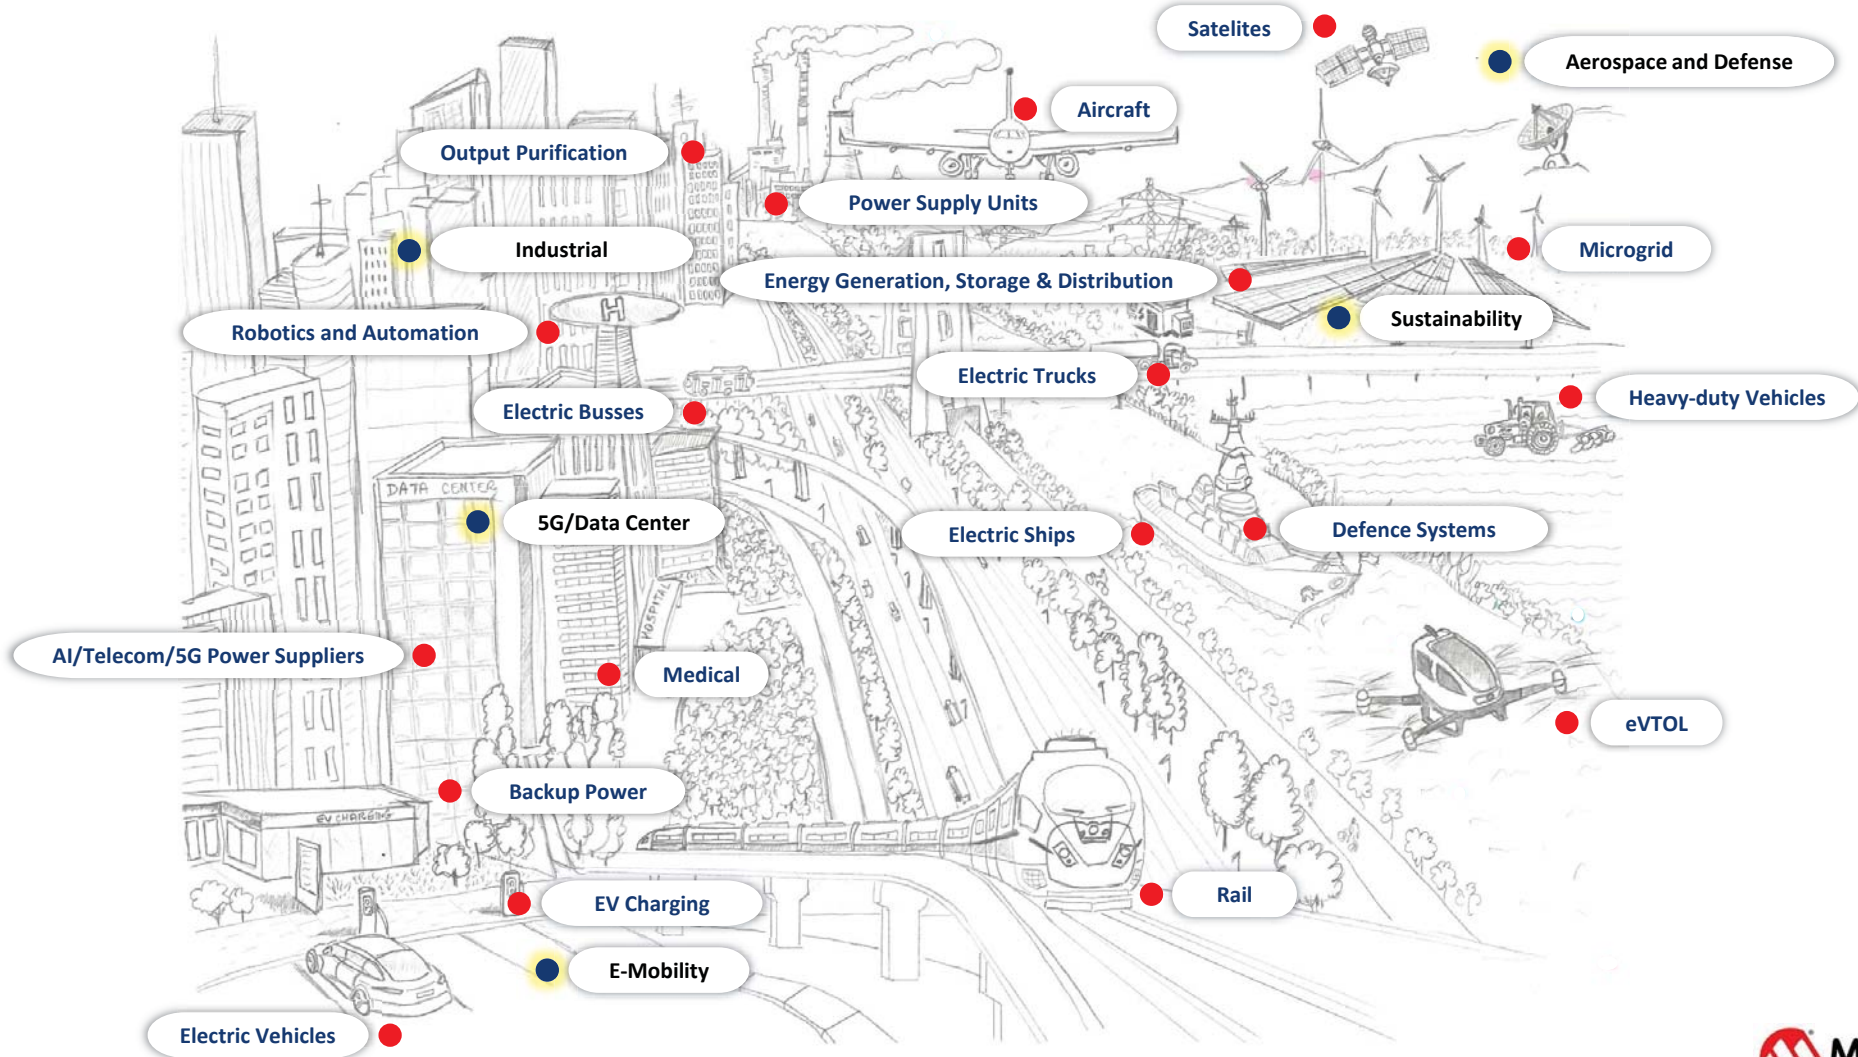 Satelites
Aerospace and Defense
Aircraft
Output Purification
Power Supply Units
Industrial
Microgrid
Energy Generation, Storage & Distribution
Sustainability
Robotics and Automation
Electric Trucks
Heavy-duty Vehicles
Electric Busses
H
DATA CENTER
5G/Data Center
Electric Ships
Defence Systems
HOSPITAL
AI/Telecom/5G Power Suppliers
Medical
eVTOL
Backup Power
EV CHARGING
EV Charging
Rail
E-Mobility
Electric Vehicles